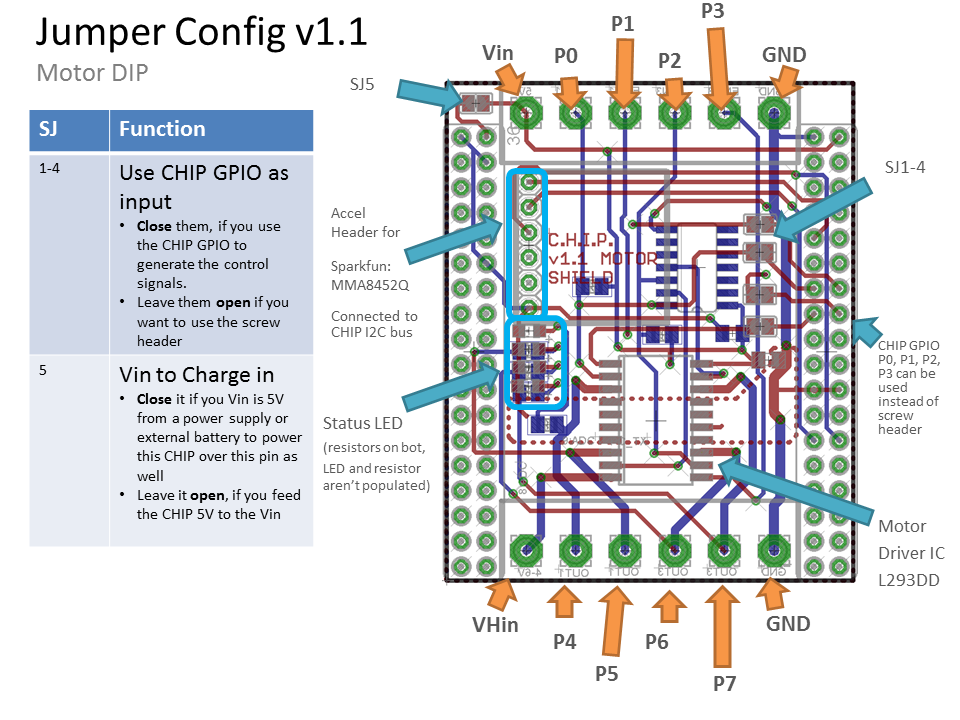 Jumper Config v1.1
Motor DIP
SJ
Function
1-4
Use CHIP GPIO as
input
• Close them, if you use
the CHIP GPIO to
generate the control
signals.
• Leave them open if you
want to use the screw
header
5
Vin to Charge in
• Close it if you Vin is 5V
from a power supply or
external battery to power
this CHIP over this pin as
well
• Leave it open, if you feed
the CHIP 5V to the Vin
SJ5
Vin
P0
P1
P2
P3
GND
SJ1-4
Accel
Header for
Sparkfun:
MMA8452Q
Connected to
CHIP I2C bus
C.H.I.P.
v1.1 MOTOR
SHIELD
CHIP GPIO
P0, P1, P2,
P3 can be
used
instead of
screw
header
Status LED
(resistors on bot,
LED and resistor
aren't populated)
Motor
Driver IC
L293DD
4-6V
OUT1
OUT1
OUT3
OUT3
GND
VHin
P4
P5
P6
P7
GND